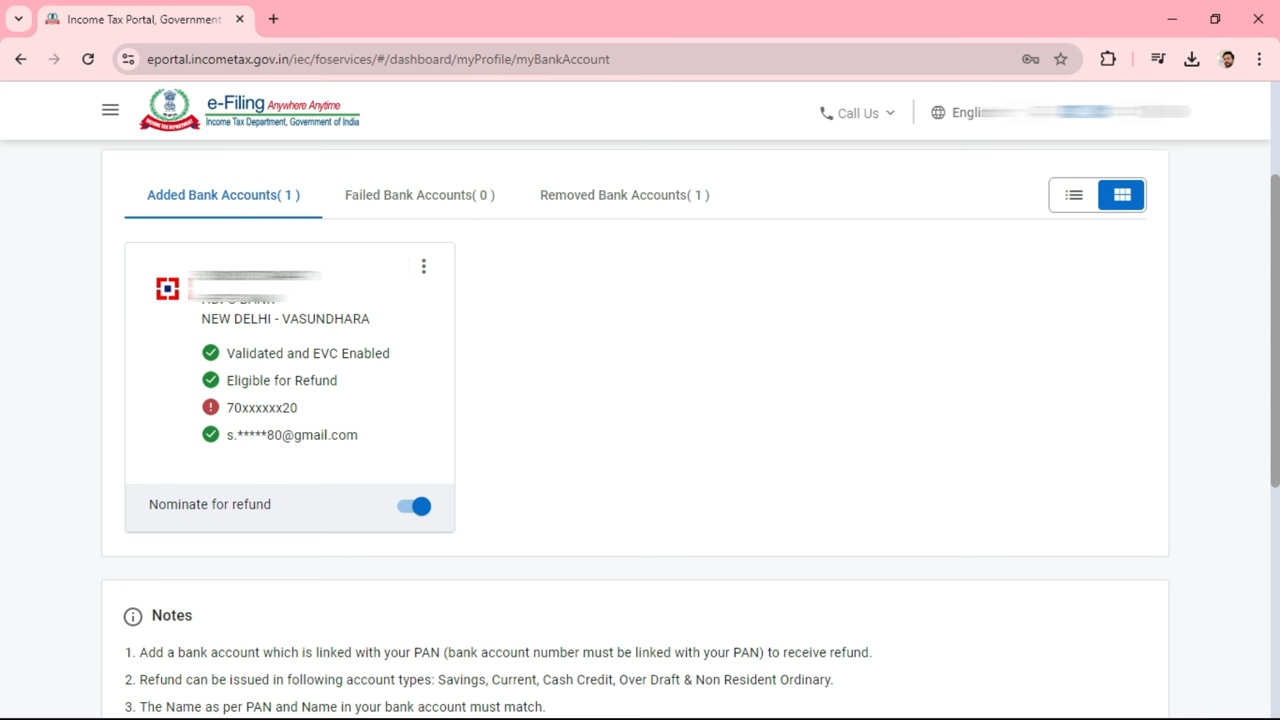 Income Tax Portal, Government
eportal.incometax.gov.in/iec/foservices/#/dashboard/myProfile/myBankAccount
e-Filing Anywhere Anytime
Income Tax Department, Government of India
Call Us
Engli
Added Bank Accounts( 1 )
Failed Bank Accounts( 0 )
Removed Bank Accounts( 1 )
NEW DELHI - VASUNDHARA
Validated and EVC Enabled
Eligible for Refund
70xxxxxx20
s.*****80@gmail.com
Nominate for refund
Notes
1. Add a bank account which is linked with your PAN (bank account number must be linked with your PAN) to receive refund.
2. Refund can be issued in following account types: Savings, Current, Cash Credit, Over Draft & Non Resident Ordinary.
3. The Name as per PAN and Name in your bank account must match.